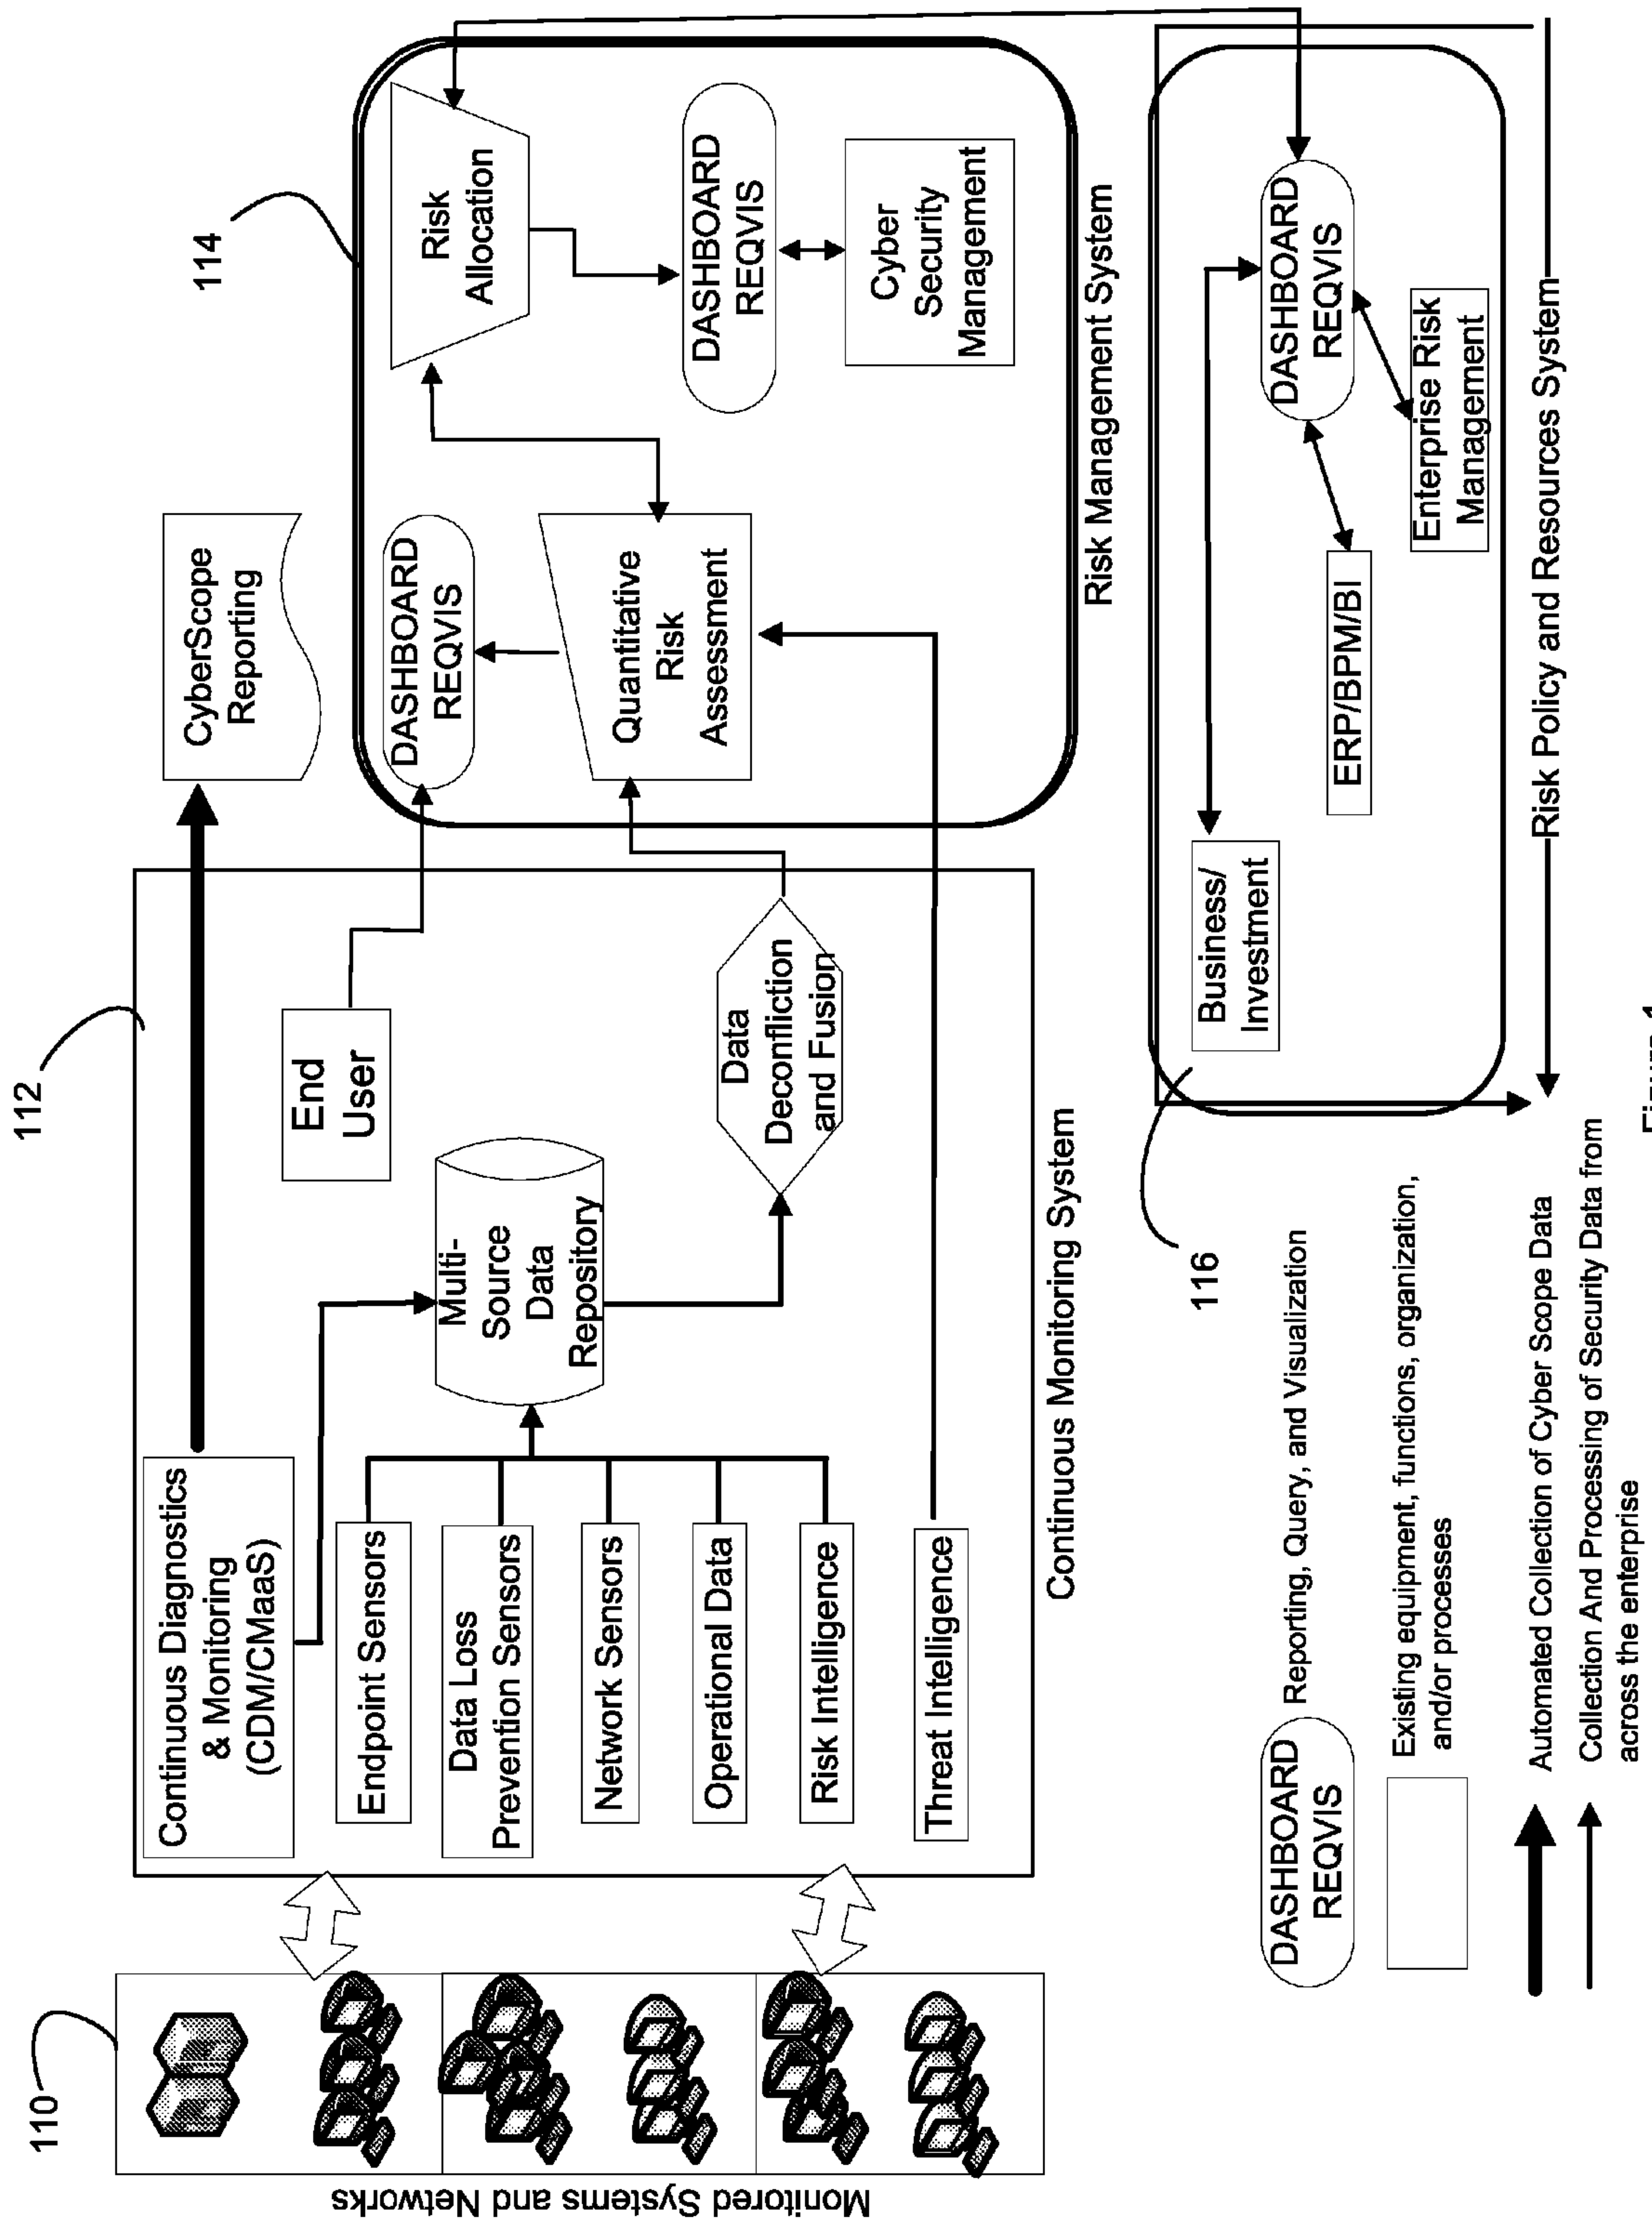 110
112
114
Monitored Systems and Networks
Continuous Diagnostics
& Monitoring
(CDM/CMaaS)
Endpoint Sensors
Data Loss
Prevention Sensors
Network Sensors
Operational Data
Risk Intelligence
Threat Intelligence
Multi-
Source
Data
Repository
End
User
Data
Deconfliction
and Fusion
Continuous Monitoring System
CyberScope
Reporting
DASHBOARD
REQVIS
Quantitative
Risk
Assessment
Risk
Allocation
DASHBOARD
REQVIS
Cyber
Security
Management
Risk Management System
116
Business/
Investment
ERP/BPM/BI
DASHBOARD
REQVIS
Enterprise Risk
Management
Risk Policy and Resources System
DASHBOARD
REQVIS
Reporting, Query, and Visualization
Existing equipment, functions, organization,
and/or processes
Automated Collection of Cyber Scope Data
Collection And Processing of Security Data from
across the enterprise
Figure 1